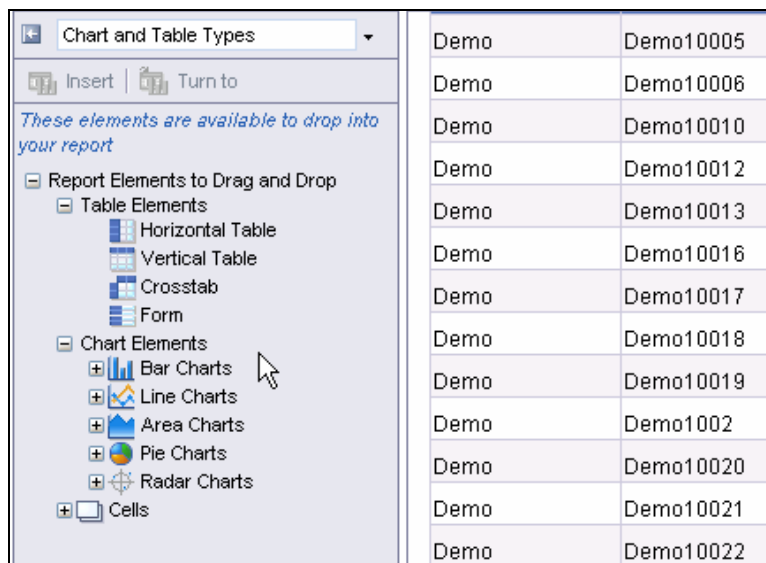 Chart and Table Types
Insert | Turn to
These elements are available to drop into
your report
Report Elements to Drag and Drop
Table Elements
Horizontal Table
Vertical Table
Crosstab
Form
Chart Elements
Bar Charts
Line Charts
Area Charts
Pie Charts
Radar Charts
Cells
Demo Demo10005
Demo Demo10006
Demo Demo10010
Demo Demo10012
Demo Demo10013
Demo Demo10016
Demo Demo10017
Demo Demo10018
Demo Demo10019
Demo Demo1002
Demo Demo10020
Demo Demo10021
Demo Demo10022